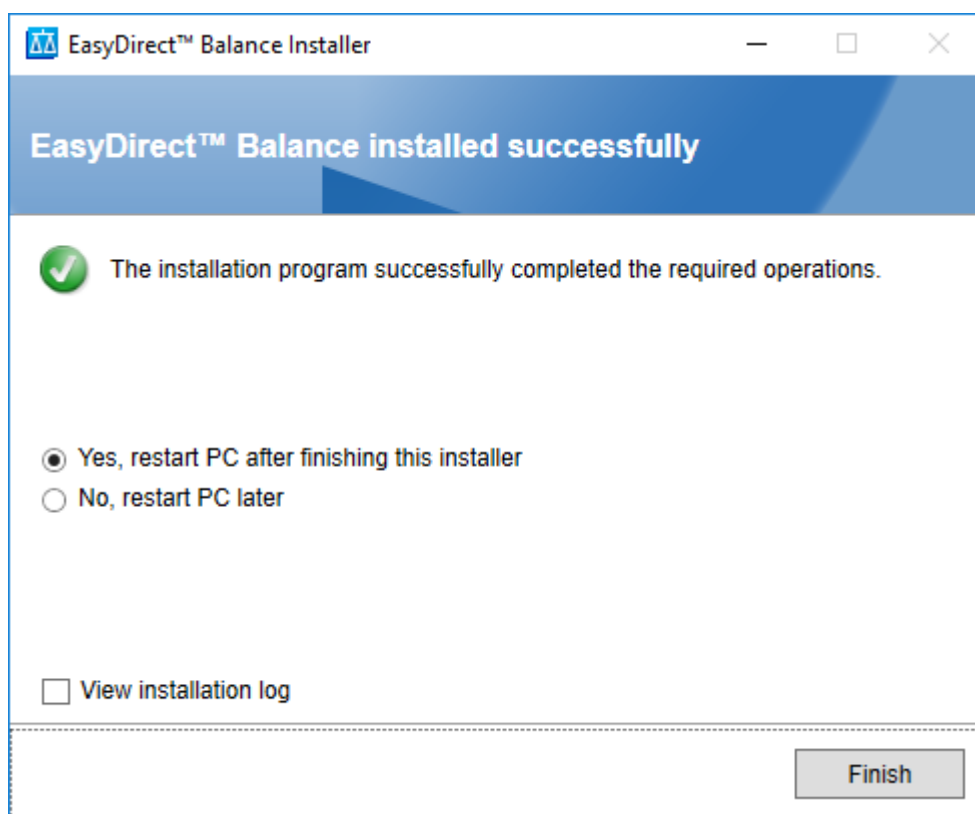 EasyDirect™ Balance Installer
EasyDirect™ Balance installed successfully
The installation program successfully completed the required operations.
Yes, restart PC after finishing this installer
No, restart PC later
View installation log
Finish